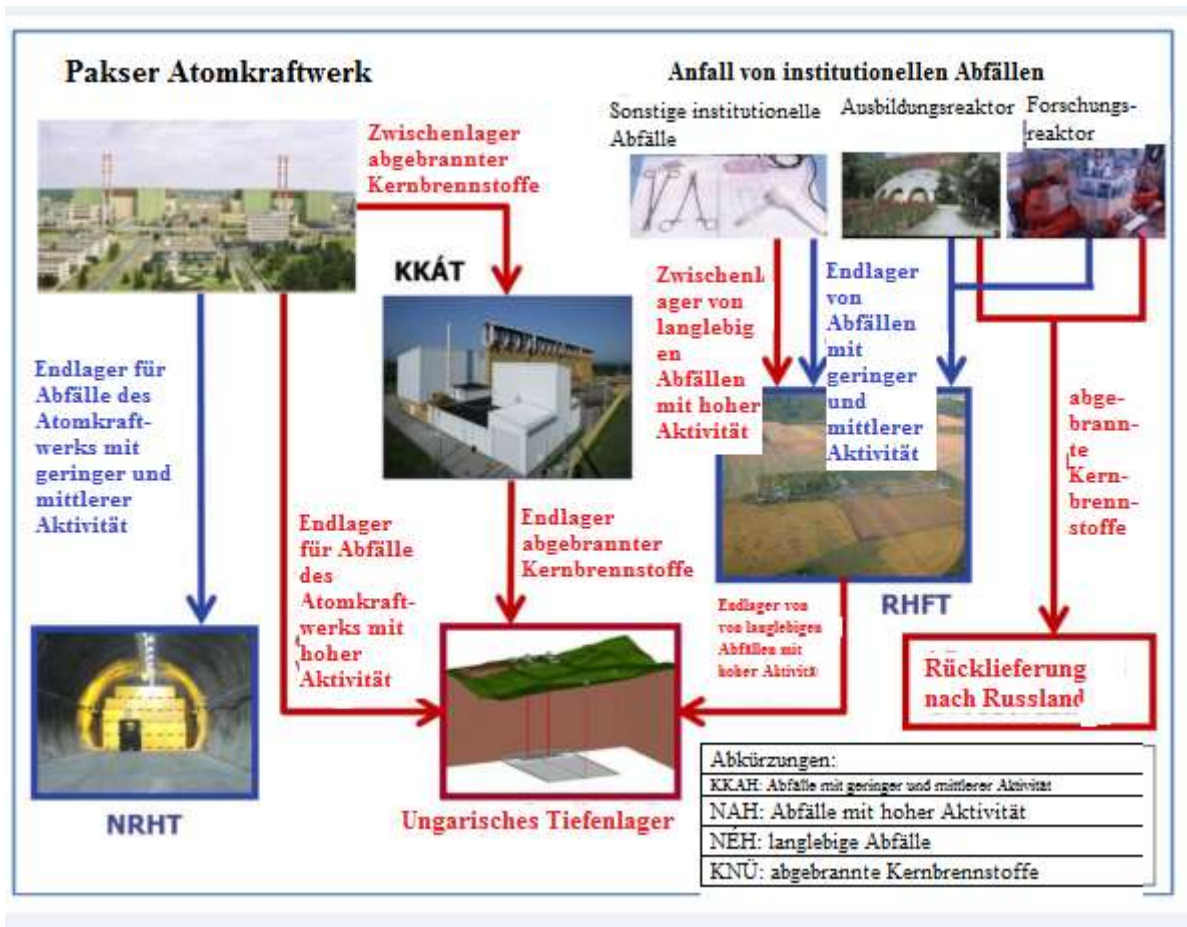 Pakser Atomkraftwerk
Anfall von institutionellen Abfällen
Sonstige institutionelle
Abfälle
Ausbildungsreaktor
Forschungs-
reaktor
Zwischenlager
abgebrannter
Kernbrennstoffe
KKÁT
Zwischenl
ager von
langlebig
en
Abfällen
mit hoher
Aktivität
Endlager
von
Abfällen
mit
geringer
und
mittlerer
Aktivität
Endlager für
Abfälle des
Atomkraft-
werks mit
geringer und
mittlerer
Aktivität
Endlager
für Abfälle
des
Atomkraft-
werks mit
hoher
Aktivität
Endlager
abgebrannter
Kernbrennstoffe
abge-
brann-
te
Kern-
brenn-
stoffe
RHFT
Endlager von
von langlebigen
Abfällen mit
hoher Aktivitä
Rücklieferung
nach Russland
NRHT
Ungarisches Tiefenlager
Abkürzungen:
KKAH: Abfälle mit geringer und mittlerer Aktivität
NAH: Abfälle mit hoher Aktivität
NÉH: langlebige Abfälle
KNÜ: abgebrannte Kernbrennstoffe